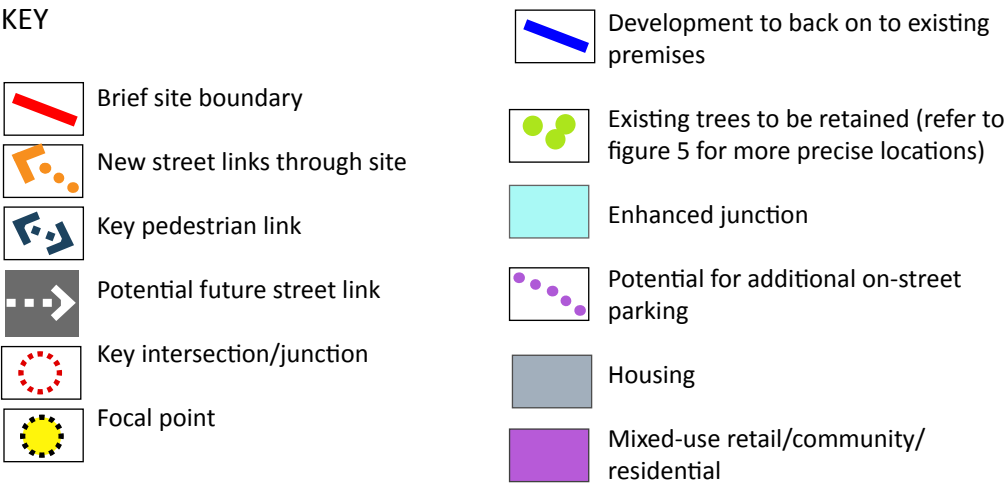 KEY
Brief site boundary
New street links through site
Key pedestrian link
Potential future street link
Key intersection/junction
Focal point
Development to back on to existing
premises
Existing trees to be retained (refer to
figure 5 for more precise locations)
Enhanced junction
Potential for additional on-street
parking
Housing
Mixed-use retail/community/
residential